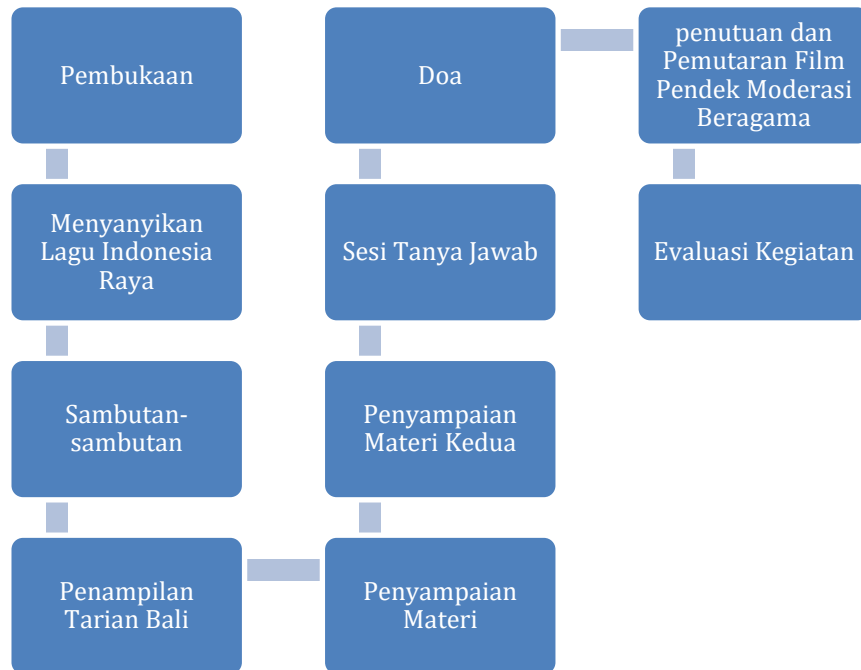 Pembukaan
Menyanyikan
Lagu Indonesia
Raya
Sambutan-
sambutan
Penampilan
Tarian Bali
Penyampaian
Materi
Penyampaian
Materi Kedua
Sesi Tanya Jawab
Doa
penutuan dan
Pemutaran Film
Pendek Moderasi
Beragama
Evaluasi Kegiatan